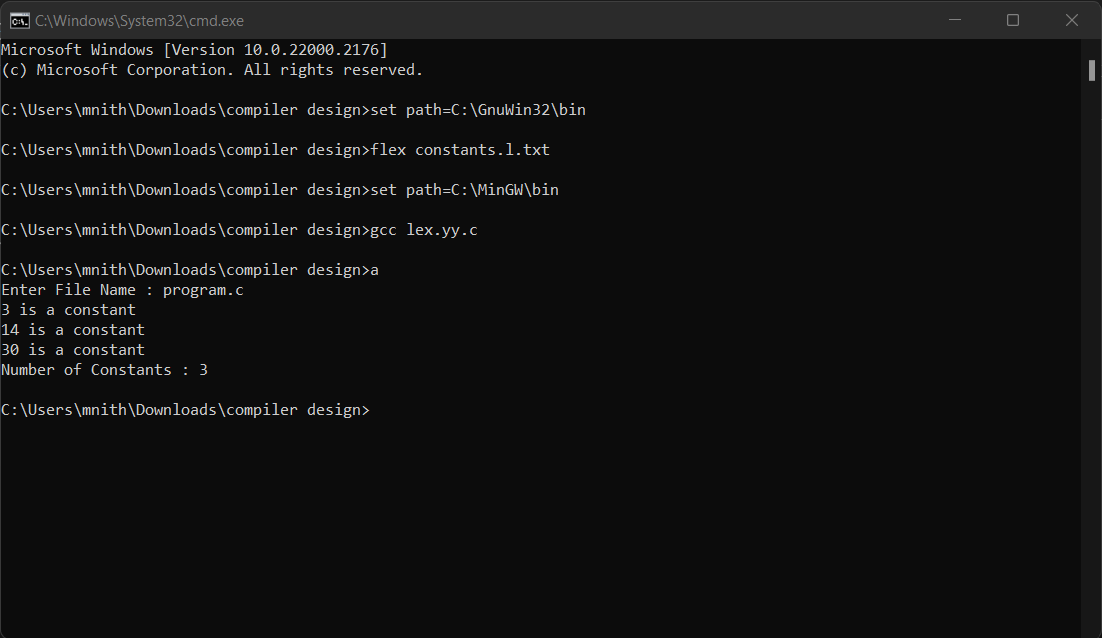 C:\Windows\System32\cmd.exe
Microsoft Windows [Version 10.0.22000.2176]
(c) Microsoft Corporation. All rights reserved.
C:\Users\mnith\Downloads\compiler design>set path=C:\GnuWin32\bin
C:\Users\mnith\Downloads\compiler design>flex constants.l.txt
C:\Users\mnith\Downloads\compiler design>set path=C:\MinGW\bin
C:\Users\mnith\Downloads\compiler design>gcc lex.yy.c
C:\Users\mnith\Downloads\compiler design>a
Enter File Name : program.c
3 is a constant
14 is a constant
30 is a constant
Number of Constants : 3
C:\Users\mnith\Downloads\compiler design>